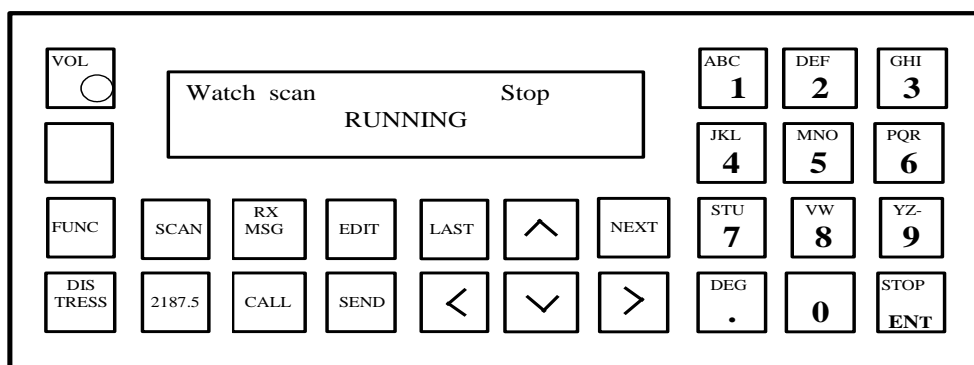 VOL
Watch scan Stop
RUNNING
ABC
1
DEF
2
GHI
3
JKL
4
MNO
5
PQR
6
FUNC
SCAN
RX
MSG
EDIT
LAST
NEXT
STU
7
VW
8
YZ-
9
DIS
TRESS
2187.5
CALL
SEND
DEG
.
0
STOP
ENT